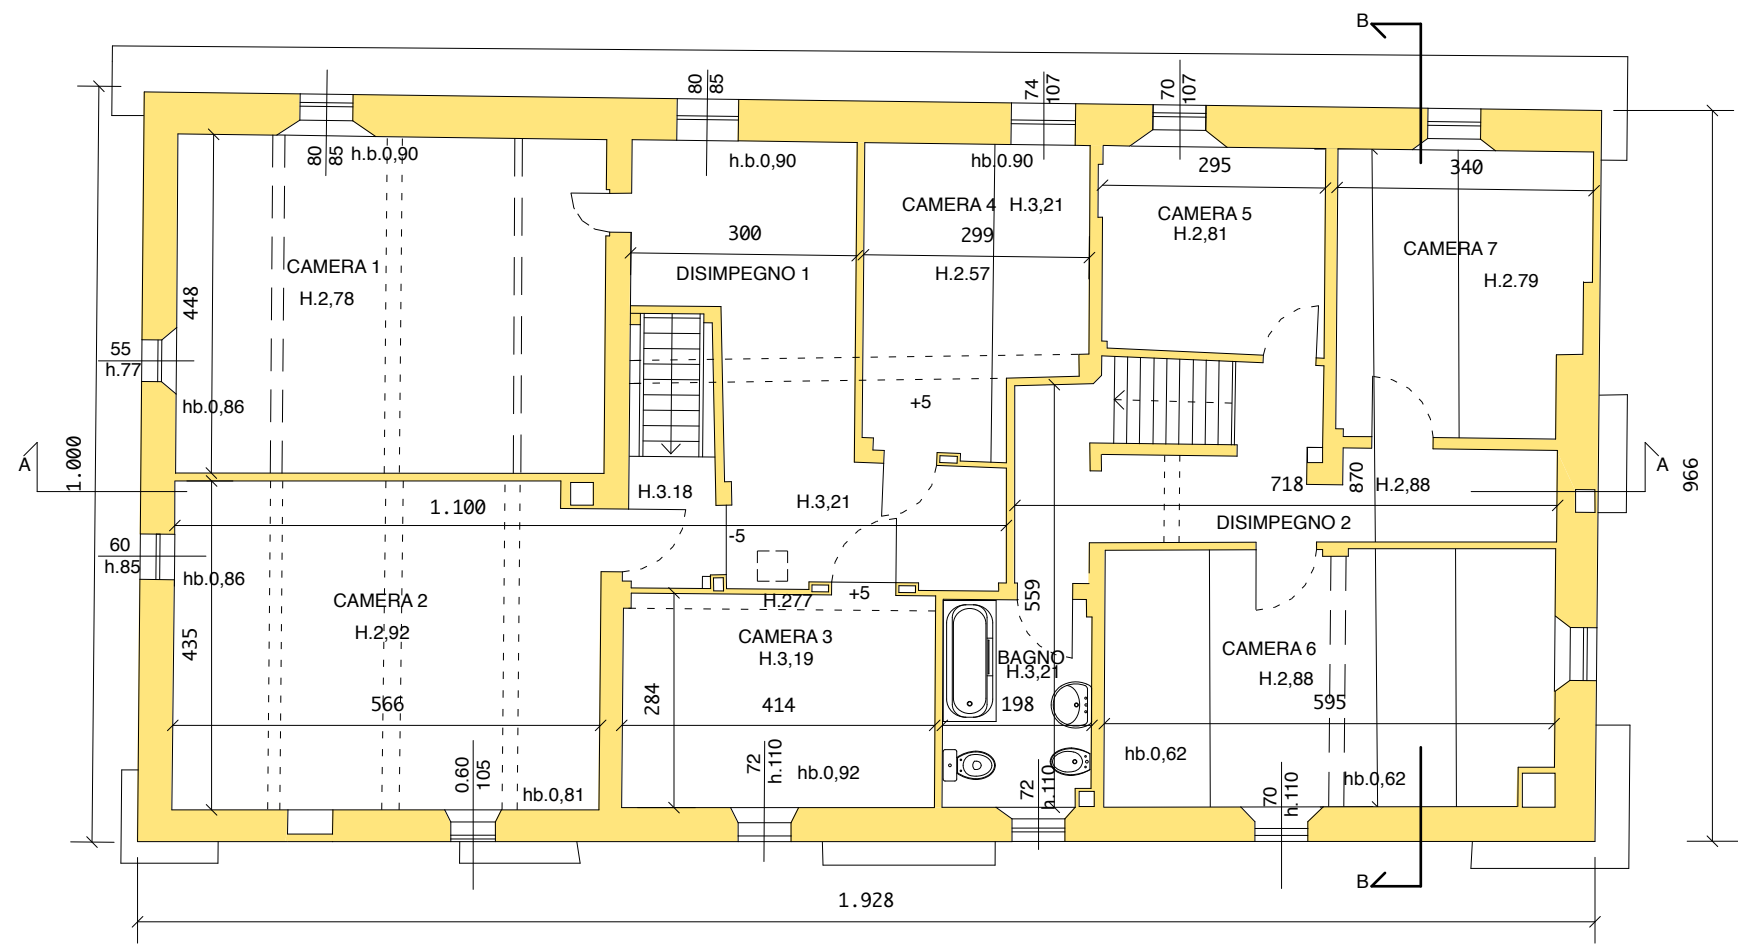 B
80
85
80
85
h.b.0,90
h.b.0,90
74
107
hb.0.90
70
107
295
340
CAMERA 1
H.2,78
448
55
h.77
hb.0,86
300
DISIMPEGNO 1
CAMERA 4 H.3,21
299
H.2.57
CAMERA 5
H.2,81
CAMERA 7
H.2.79
+5
A
1.000
1.100
H.3.18
H.3,21
-5
718
870
H.2,88
DISIMPEGNO 2
A
966
60
h.85
hb.0,86
CAMERA 2
H.2,92
435
566
0.60
105
hb.0,81
H.277
+5
CAMERA 3
H.3,19
284
414
72
h.110
hb.0,92
559
BAGNO
H.3,21
198
72
h.110
CAMERA 6
H.2,88
595
hb.0,62
70
h.110
hb.0,62
B
1.928